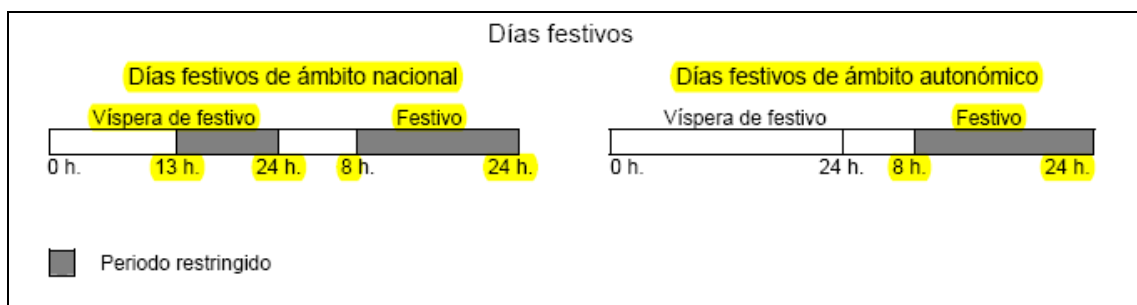 Días festivos
Días festivos de ámbito nacional
Víspera de festivo Festivo
0 h. 13 h. 24 h. 8 h. 24 h.
Días festivos de ámbito autonómico
Víspera de festivo Festivo
0 h. 24 h. 8 h. 24 h.
Periodo restringido